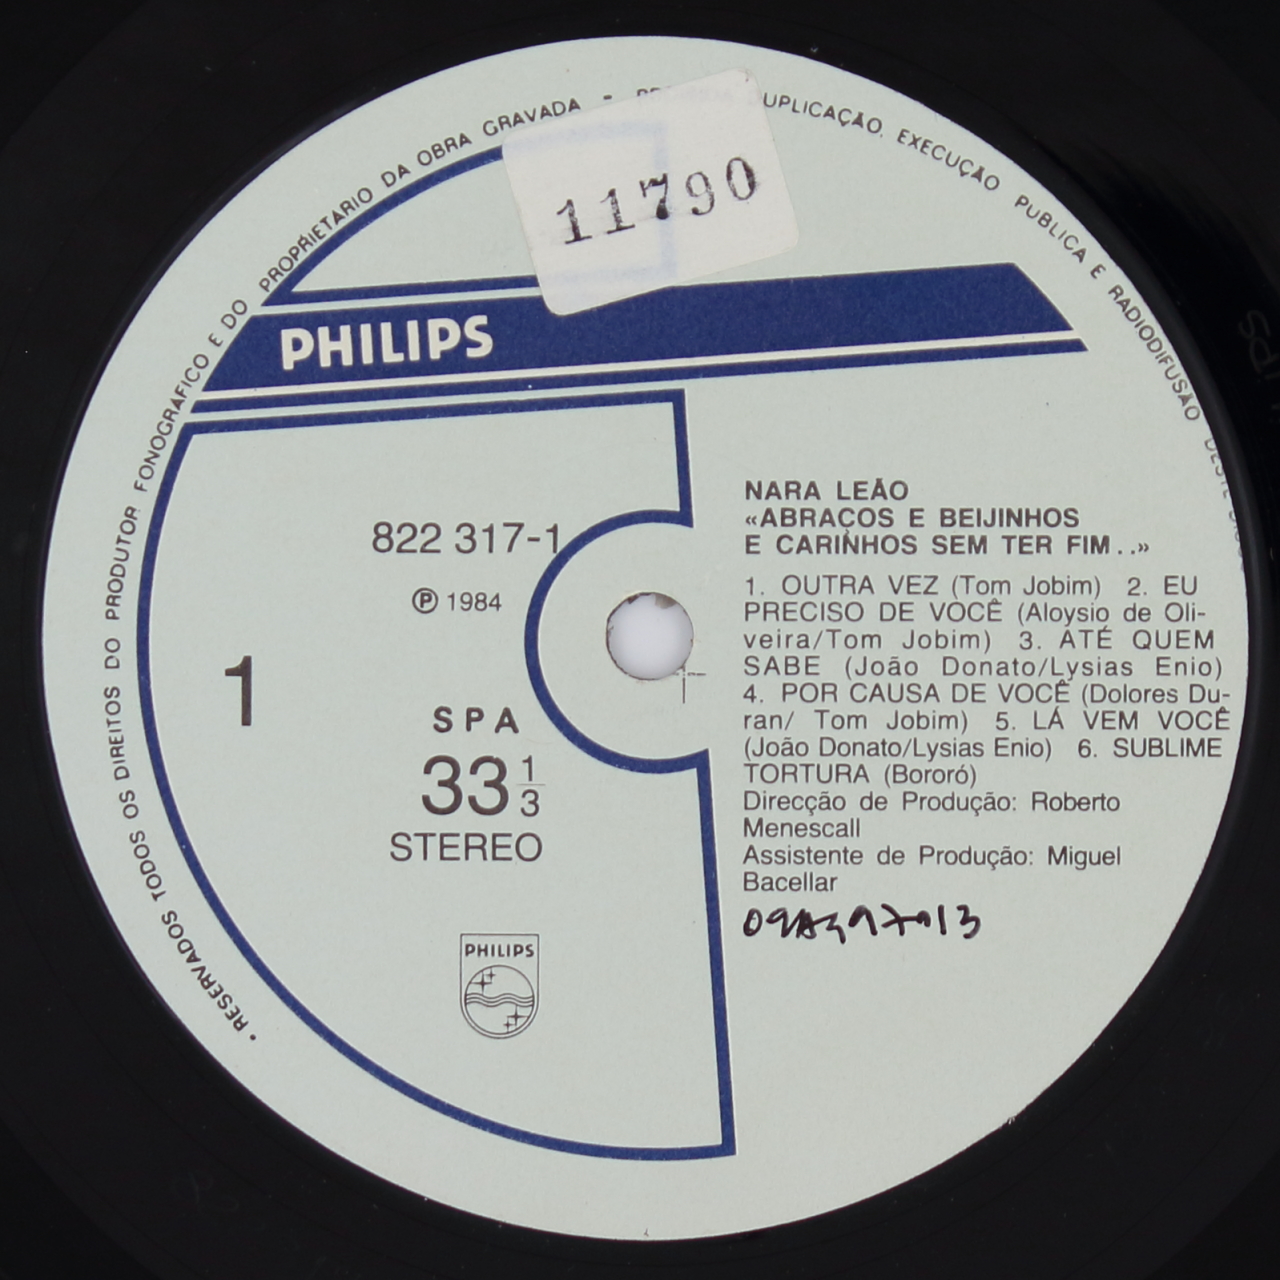 • RESERVADOS TODOS OS DIREITOS DO PRODUTOR FONOGRÁFICO E DO PROPRIETARIO DA OBRA GRAVADA - DUPLICAÇÃO, EXECUÇÃO PUBLICA E RADIODIFUSÃO
11790
PHILIPS
822 317-1
℗ 1984
1
SPA
33 1/3
STEREO
PHILIPS
NARA LEÃO
«ABRAÇOS E BEIJINHOS
E CARINHOS SEM TER FIM...»
1. OUTRA VEZ (Tom Jobim) 2. EU
PRECISO DE VOCÊ (Aloysio de Oli-
veira/Tom Jobim) 3. ATÉ QUEM
SABE (João Donato/Lysias Enio)
4. POR CAUSA DE VOCÊ (Dolores Du-
ran/ Tom Jobim) 5. LÁ VEM VOCÊ
(João Donato/Lysias Enio) 6. SUBLIME
TORTURA (Bororó)
Direcção de Produção: Roberto
Menescall
Assistente de Produção: Miguel
Bacellar